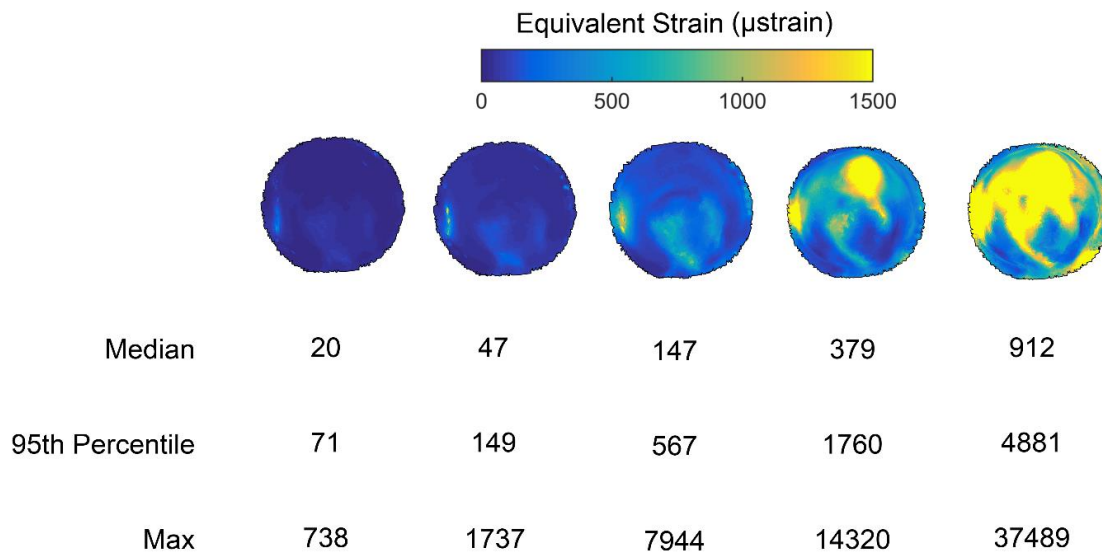 Equivalent Strain (µstrain)
0 500 1000 1500
Median 20 47 147 379 912
95th Percentile 71 149 567 1760 4881
Max 738 1737 7944 14320 37489